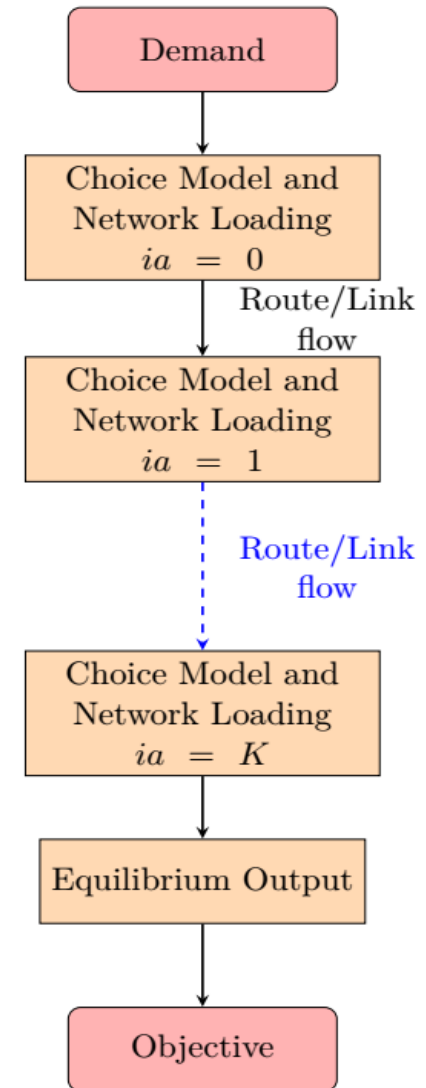 Demand
Choice Model and
Network Loading
ia = 0
Route/Link
flow
Choice Model and
Network Loading
ia = 1
Route/Link
flow
Choice Model and
Network Loading
ia = K
Equilibrium Output
Objective